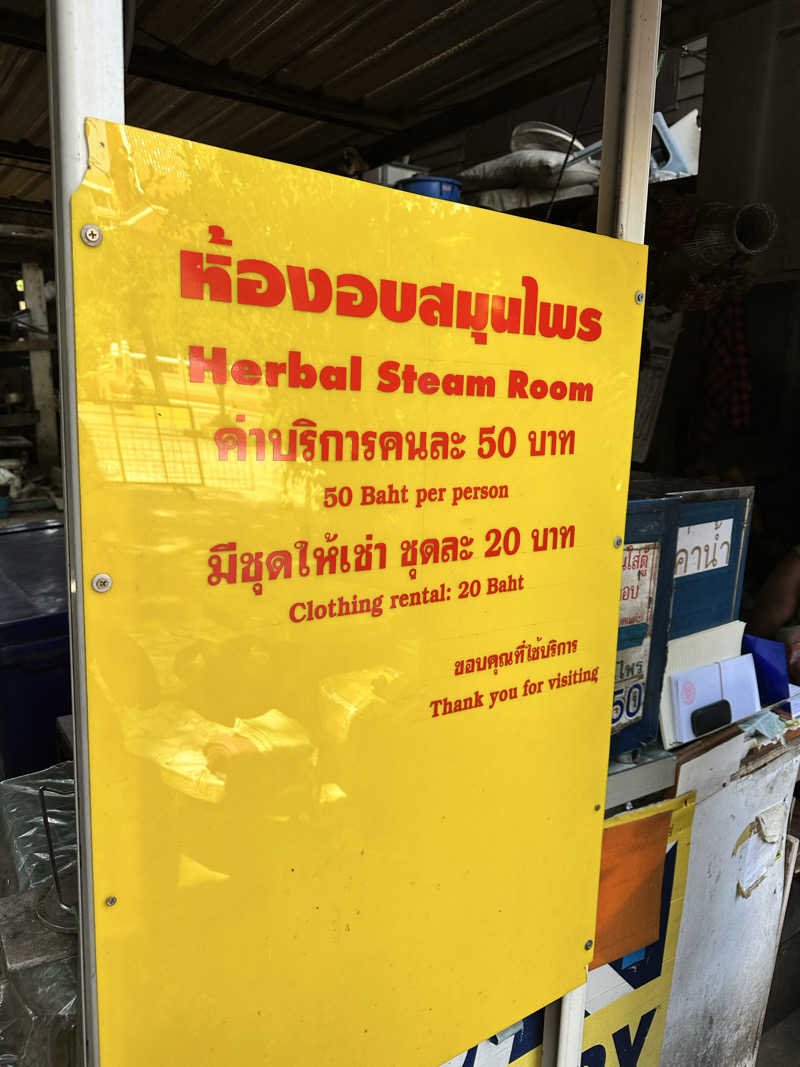 ห้องอบสมุนไพร
Herbal Steam Room
ค่าบริการคนละ 50 บาท
50 Baht per person
มีชุดให้เช่า ชุดละ 20 บาท
Clothing rental: 20 Baht
ขอบคุณที่ใช้บริการ
Thank you for visiting
ค่าน้ำ
50